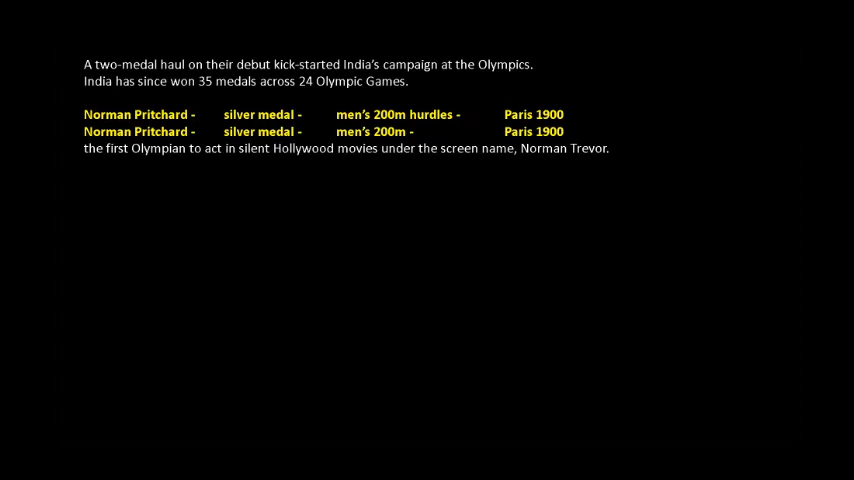 A two-medal haul on their debut kick-started India’s campaign at the Olympics.
India has since won 35 medals across 24 Olympic Games.
Norman Pritchard - silver medal - men’s 200m hurdles - Paris 1900
Norman Pritchard - silver medal - men’s 200m - Paris 1900
the first Olympian to act in silent Hollywood movies under the screen name, Norman Trevor.